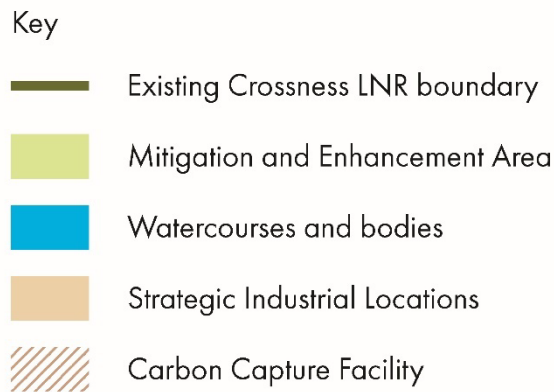 Key
Existing Crossness LNR boundary
Mitigation and Enhancement Area
Watercourses and bodies
Strategic Industrial Locations
Carbon Capture Facility